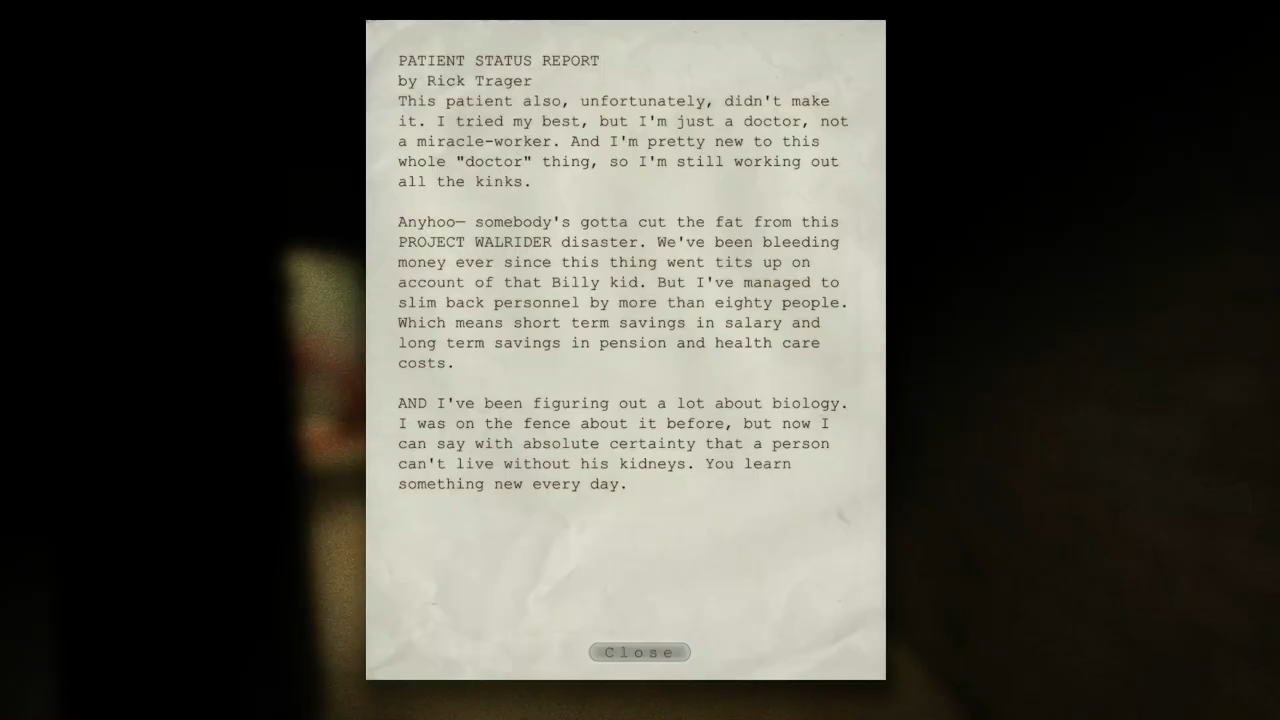 PATIENT STATUS REPORT
by Rick Trager
This patient also, unfortunately, didn't make
it. I tried my best, but I'm just a doctor, not
a miracle-worker. And I'm pretty new to this
whole "doctor" thing, so I'm still working out
all the kinks.
Anyhoo— somebody's gotta cut the fat from this
PROJECT WALRIDER disaster. We've been bleeding
money ever since this thing went tits up on
account of that Billy kid. But I've managed to
slim back personnel by more than eighty people.
Which means short term savings in salary and
long term savings in pension and health care
costs.
AND I've been figuring out a lot about biology.
I was on the fence about it before, but now I
can say with absolute certainty that a person
can't live without his kidneys. You learn
something new every day.
Close